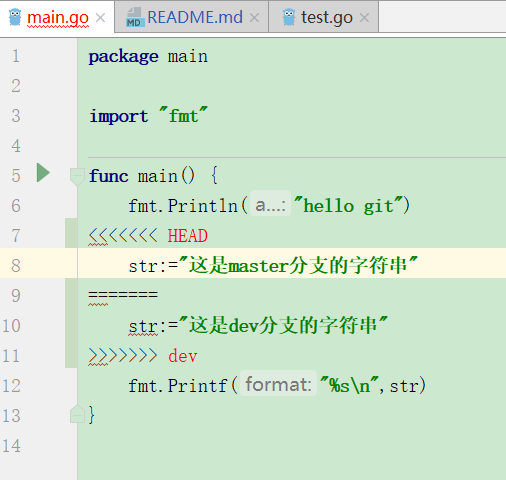 main.go × README.md × test.go ×
1 package main
2
3 import "fmt"
4
5 func main() {
6 fmt.Println( a...: "hello git")
7 <<<<<<< HEAD
8 str:="这是master分支的字符串"
9 =======
10 str:="这是dev分支的字符串"
11 >>>>>>> dev
12 fmt.Printf( format: "%s\n",str)
13 }
14